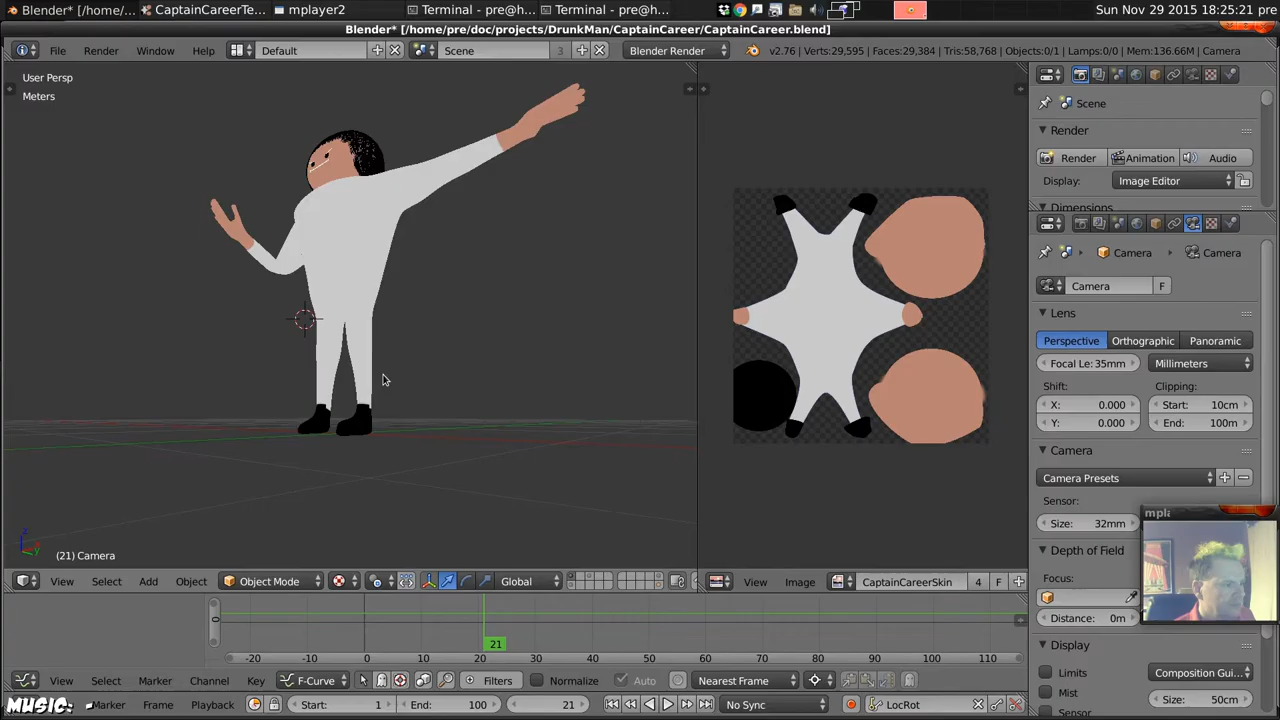 Blender* [/home/pre/d...
CaptainCareerTe...
mplayer2
Terminal - pre@h...
Terminal - pre@h...
Sun Nov 29 2015 18:25:21 pre
Blender* [/home/pre/doc/projects/DrunkMan/CaptainCareer/CaptainCareer.blend]
File Render Window Help
Default
Scene
3
Blender Render
v2.76 | Verts:29,595 | Faces:29,384 | Tris:58,768 | Objects:0/1 | Lamps:0/0 | Mem:136.66M | Camera
User Persp
Meters
Scene
Render
Render
Animation
Audio
Display:
Image Editor
Dimensions
Camera
Camera
Camera
F
Lens
Perspective
Orthographic
Panoramic
Focal Le: 35mm
Millimeters
Shift:
Clipping:
X: 0.000
Start: 10cm
Y: 0.000
End: 100m
Camera
Camera Presets
Sensor:
Size: 32mm
mpla
Depth of Field
Focus:
Distance: 0m
Display
Limits
Composition Gui...
Mist
Size: 50cm
Sensor
(21) Camera
View Select Add Object
Object Mode
Global
View Image
CaptainCareerSkin
4
F
0
21
-20 -10 0 10 20 30 40 50 60 70 80 90 100 110
View Select Marker Channel Key
F-Curve
Filters
Normalize
Auto
Nearest Frame
MUSIC:
Marker Frame Playback
Start: 1
End: 100
21
No Sync
LocRot